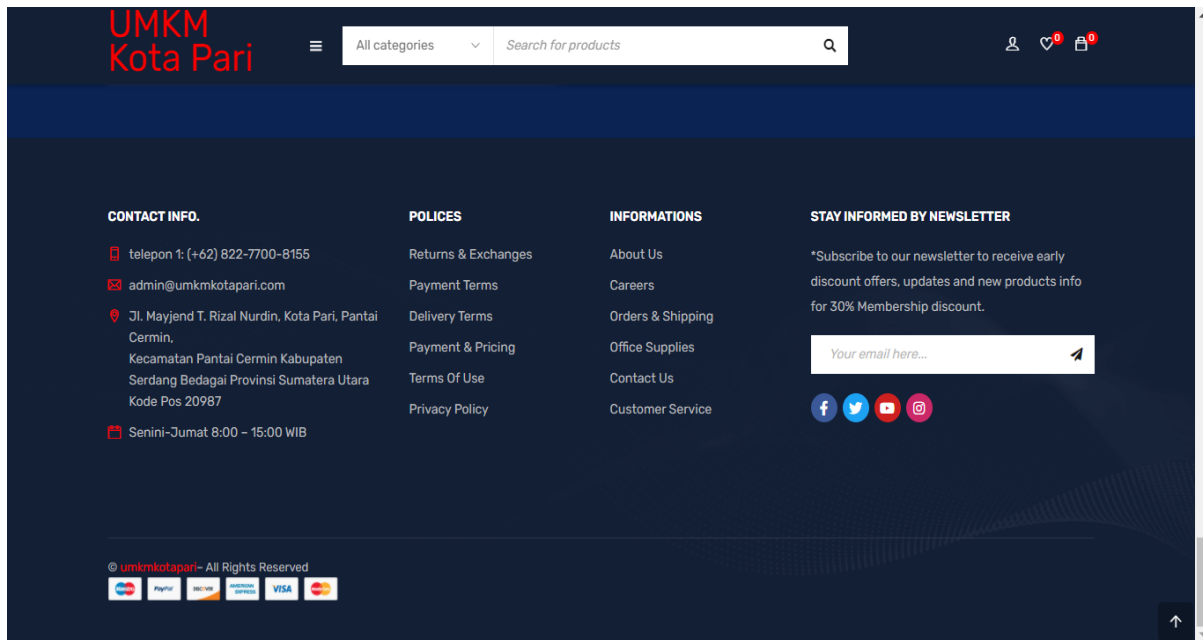 UMKM
Kota Pari
All categories
Search for products
0
0
CONTACT INFO.
telepon 1: (+62) 822-7700-8155
admin@umkmkotapari.com
Jl. Mayjend T. Rizal Nurdin, Kota Pari, Pantai
Cermin,
Kecamatan Pantai Cermin Kabupaten
Serdang Bedagai Provinsi Sumatera Utara
Kode Pos 20987
Senini-Jumat 8:00 – 15:00 WIB
POLICES
Returns & Exchanges
Payment Terms
Delivery Terms
Payment & Pricing
Terms Of Use
Privacy Policy
INFORMATIONS
About Us
Careers
Orders & Shipping
Office Supplies
Contact Us
Customer Service
STAY INFORMED BY NEWSLETTER
*Subscribe to our newsletter to receive early
discount offers, updates and new products info
for 30% Membership discount.
Your email here...
© umkmkotapari– All Rights Reserved
PayPal
DISCOVER
AMERICAN
EXPRESS
VISA